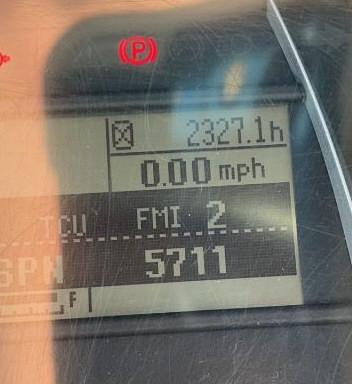 P
2327.1h
0.00 mph
TCU FMI 2
SPN 5711
F